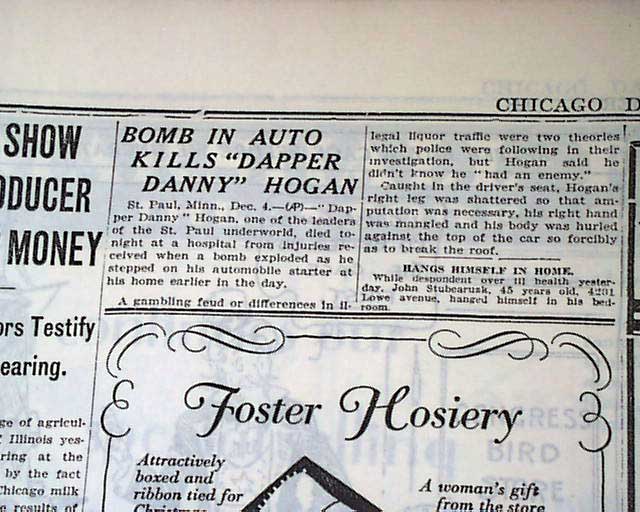 CHICAGO D
SHOW
ODUCER
MONEY
ors Testify
earing.
ge of agricul-
Illinois yes-
ring at the
by the fact
Chicago milk
e results of
BOMB IN AUTO
KILLS "DAPPER
DANNY" HOGAN
St. Paul, Minn., Dec. 4.—(AP)—"Dap-
per Danny" Hogan, one of the leaders
of the St. Paul underworld, died to-
night at a hospital from injuries re-
ceived when a bomb exploded as he
stepped on his automobile starter at
his home earlier in the day.
A gambling feud or differences in il-
legal liquor traffic were two theories
which police were following in their
investigation, but Hogan said he
didn't know he "had an enemy."
Caught in the driver's seat, Hogan's
right leg was shattered so that am-
putation was necessary, his right hand
was mangled and his body was hurled
against the top of the car so forcibly
as to break the roof.
HANGS HIMSELF IN HOME.
While despondent over ill health yester-
day, John Stubcarusk, 45 years old, 4231
Lowe avenue, hanged himself in his bed-
room.
Foster Hosiery
Attractively
boxed and
ribbon tied for
Christmas
A woman's gift
from the store